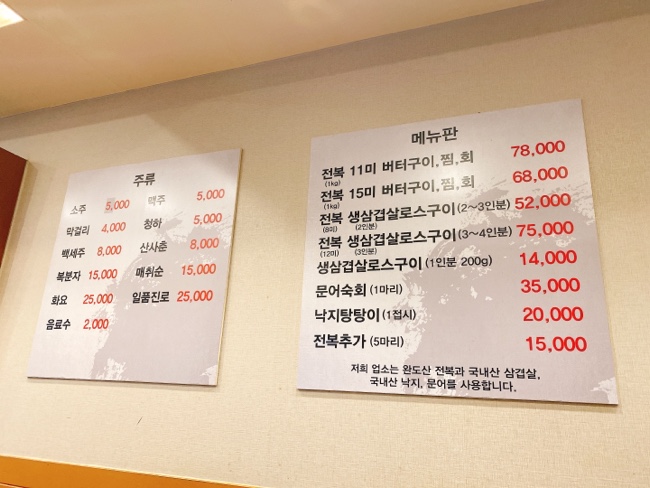 주류
소주 5,000 맥주 5,000
막걸리 4,000 청하 5,000
백세주 8,000 산사춘 8,000
복분자 15,000 매취순 15,000
화요 25,000 일품진로 25,000
음료수 2,000
메뉴판
전복 11미 버터구이,찜,회 78,000
(1kg)
전복 15미 버터구이,찜,회 68,000
(1kg)
전복 생삼겹살로스구이(2~3인분) 52,000
(8미) (2인분)
전복 생삼겹살로스구이(3~4인분) 75,000
(12미) (3인분)
생삼겹살로스구이(1인분 200g) 14,000
문어숙회 (1마리) 35,000
낙지탕탕이(1접시) 20,000
전복추가 (5마리) 15,000
저희 업소는 완도산 전복과 국내산 삼겹살,
국내산 낙지, 문어를 사용합니다.